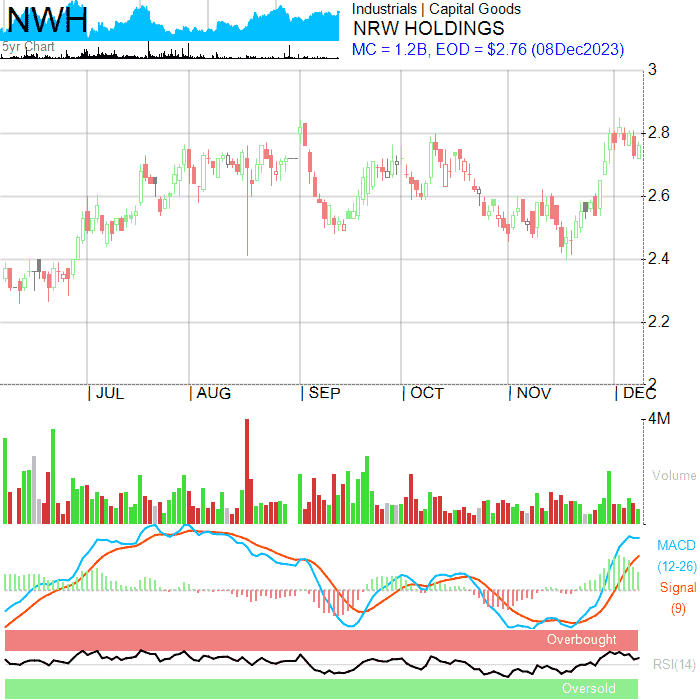 NWH
5yr Chart
Industrials | Capital Goods
NRW HOLDINGS
MC = 1.2B, EOD = $2.76 (08Dec2023)
3
2.8
2.6
2.4
2.2
2
| JUL | AUG | SEP | OCT | NOV | DEC
4M
Volume
MACD
(12-26)
Signal
(9)
Overbought
RSI(14)
Oversold